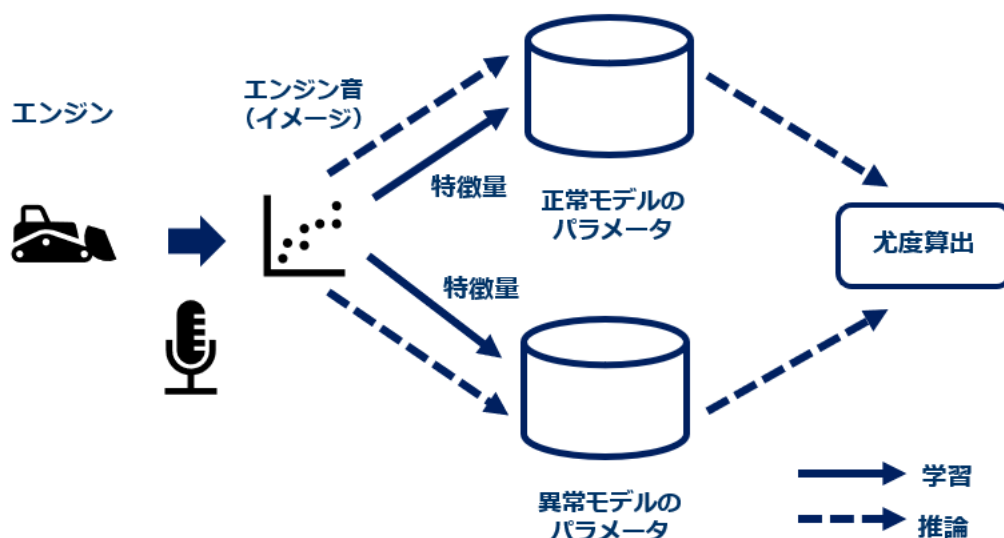 エンジン
エンジン音
（イメージ）
特徴量
正常モデルの
パラメータ
尤度算出
特徴量
異常モデルの
パラメータ
学習
推論